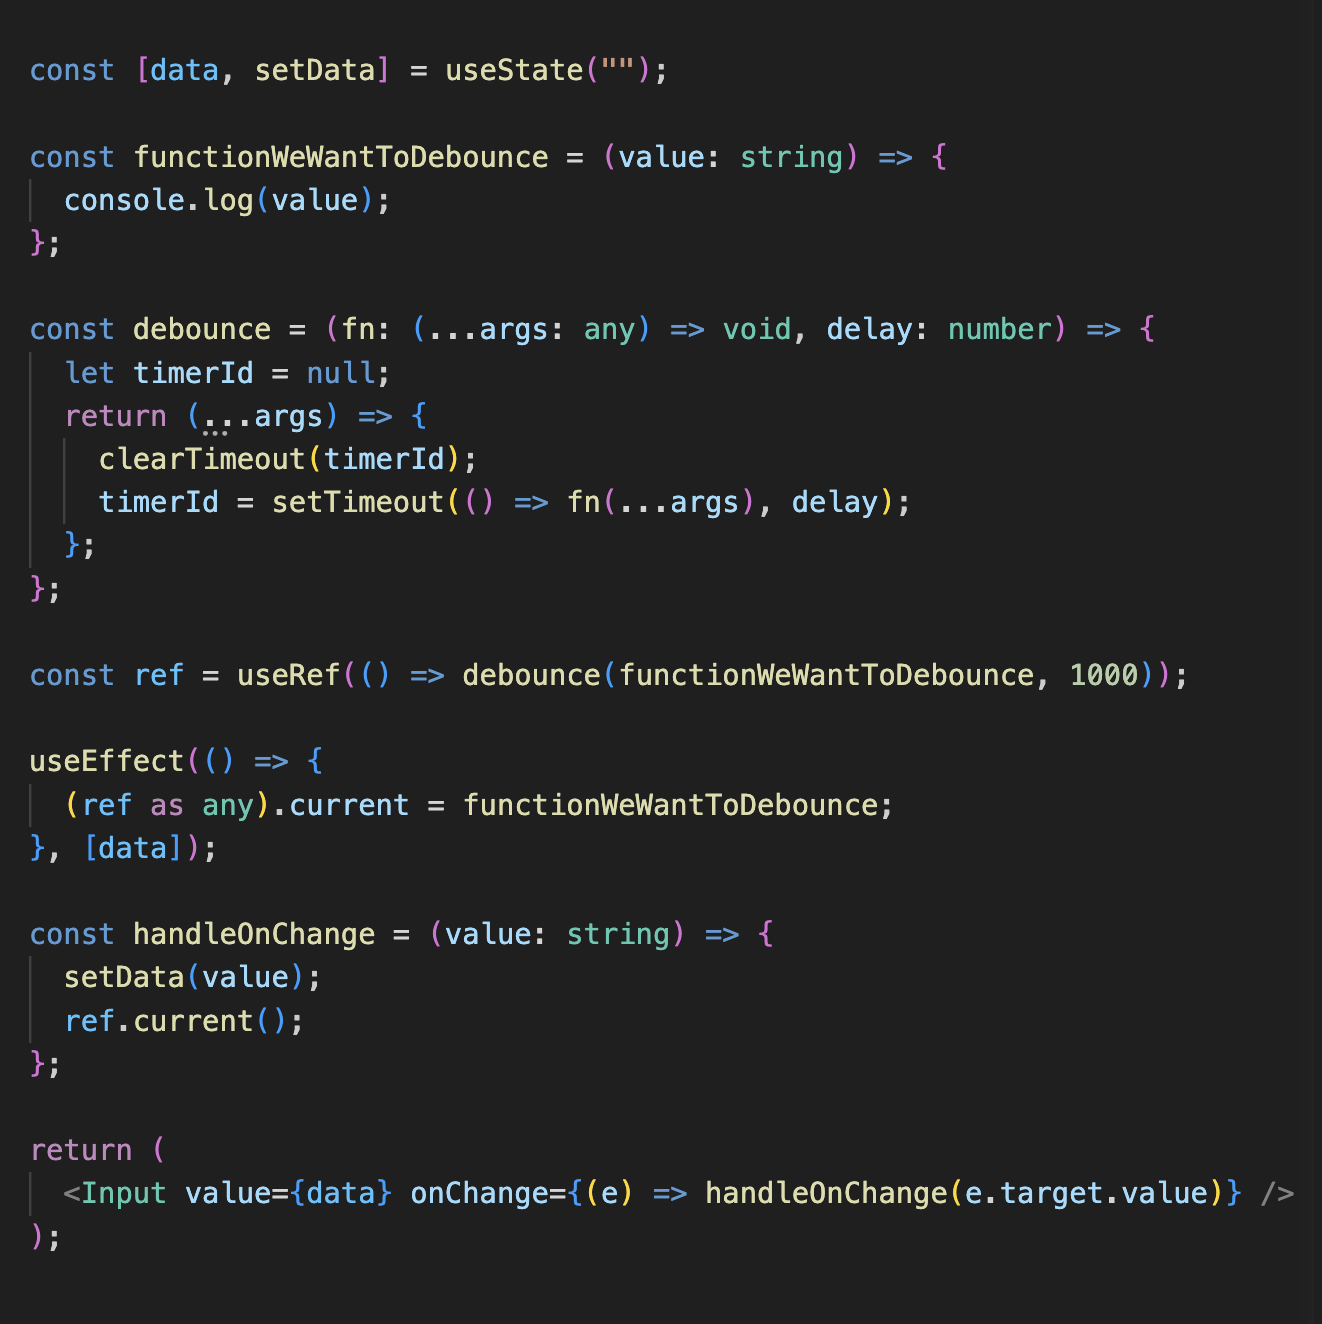 const [data, setData] = useState("");
const functionWeWantToDebounce = (value: string) => {
  console.log(value);
};
const debounce = (fn: (...args: any) => void, delay: number) => {
  let timerId = null;
  return (...args) => {
    clearTimeout(timerId);
    timerId = setTimeout(() => fn(...args), delay);
  };
};
const ref = useRef(() => debounce(functionWeWantToDebounce, 1000));
useEffect(() => {
  (ref as any).current = functionWeWantToDebounce;
}, [data]);
const handleOnChange = (value: string) => {
  setData(value);
  ref.current();
};
return (
  <Input value={data} onChange={(e) => handleOnChange(e.target.value)} />
);